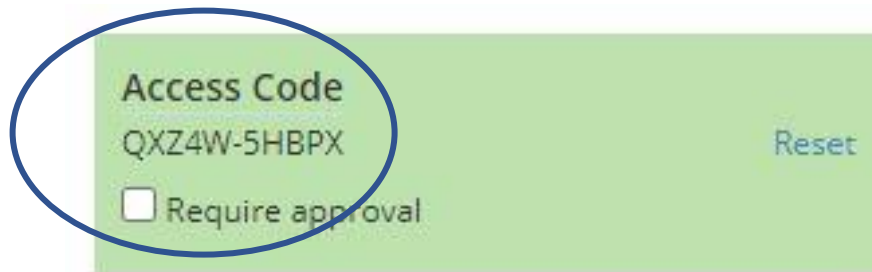 Access Code
QXZ4W-5HBPX
Reset
Require approval